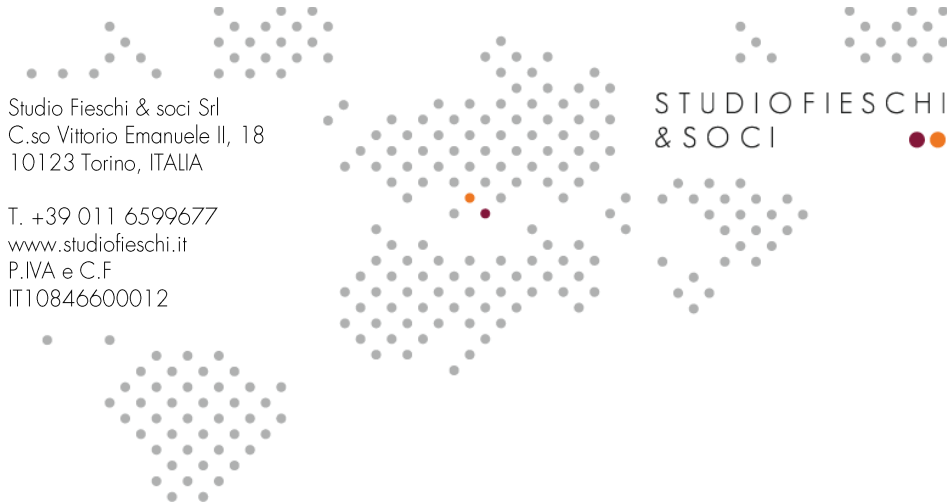 Studio Fieschi & soci Srl
C.so Vittorio Emanuele II, 18
10123 Torino, ITALIA
T. +39 011 6599677
www.studiofieschi.it
P.IVA e C.F
IT10846600012
STUDIOFIESCHI
& SOCI